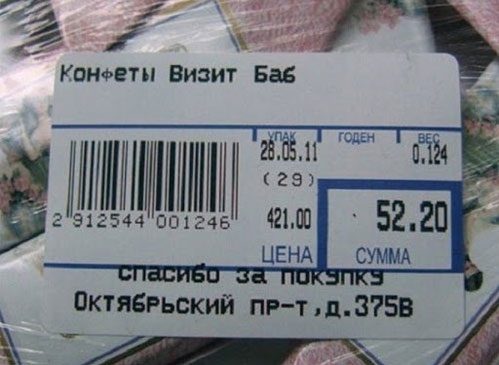 Конфеты Визит Баб
УПАК ГОДЕН ВЕС
28.05.11 0.124
(29)
2 912544 001246
421.00 52.20
ЦЕНА СУММА
спасибо за покупку
Октябрьский пр-т,д.375В